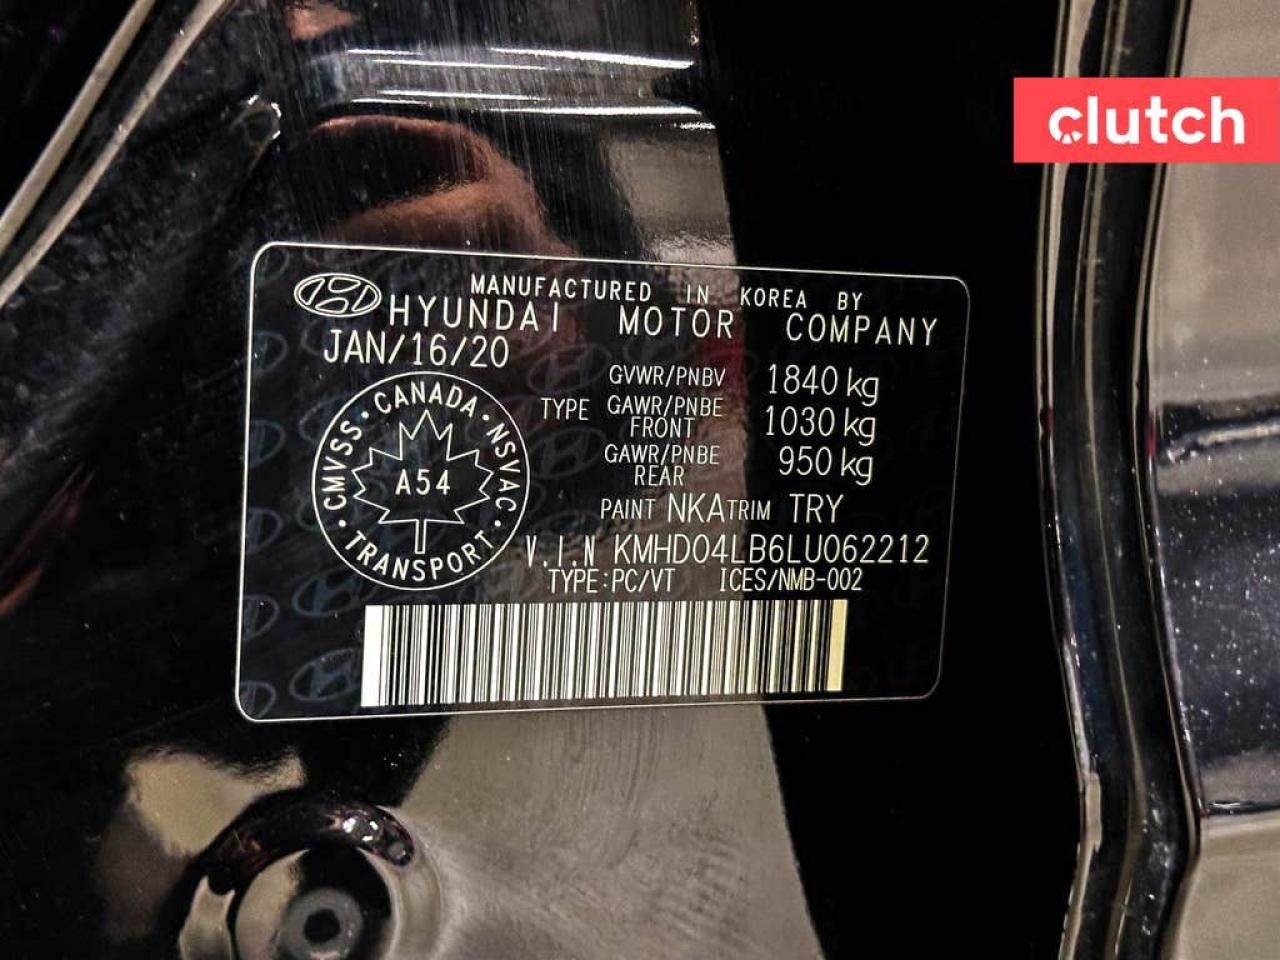 clutch
MANUFACTURED IN KOREA BY
HYUNDAI MOTOR COMPANY
JAN/16/20
GVWR/PNBV 1840 kg
TYPE GAWR/PNBE FRONT 1030 kg
GAWR/PNBE REAR 950 kg
CANADA • NSVAC • TRANSPORT • CMVSS •
A54
PAINT NKA TRIM TRY
V.I.N KMHD04LB6LU062212
TYPE:PC/VT ICES/NMB-002